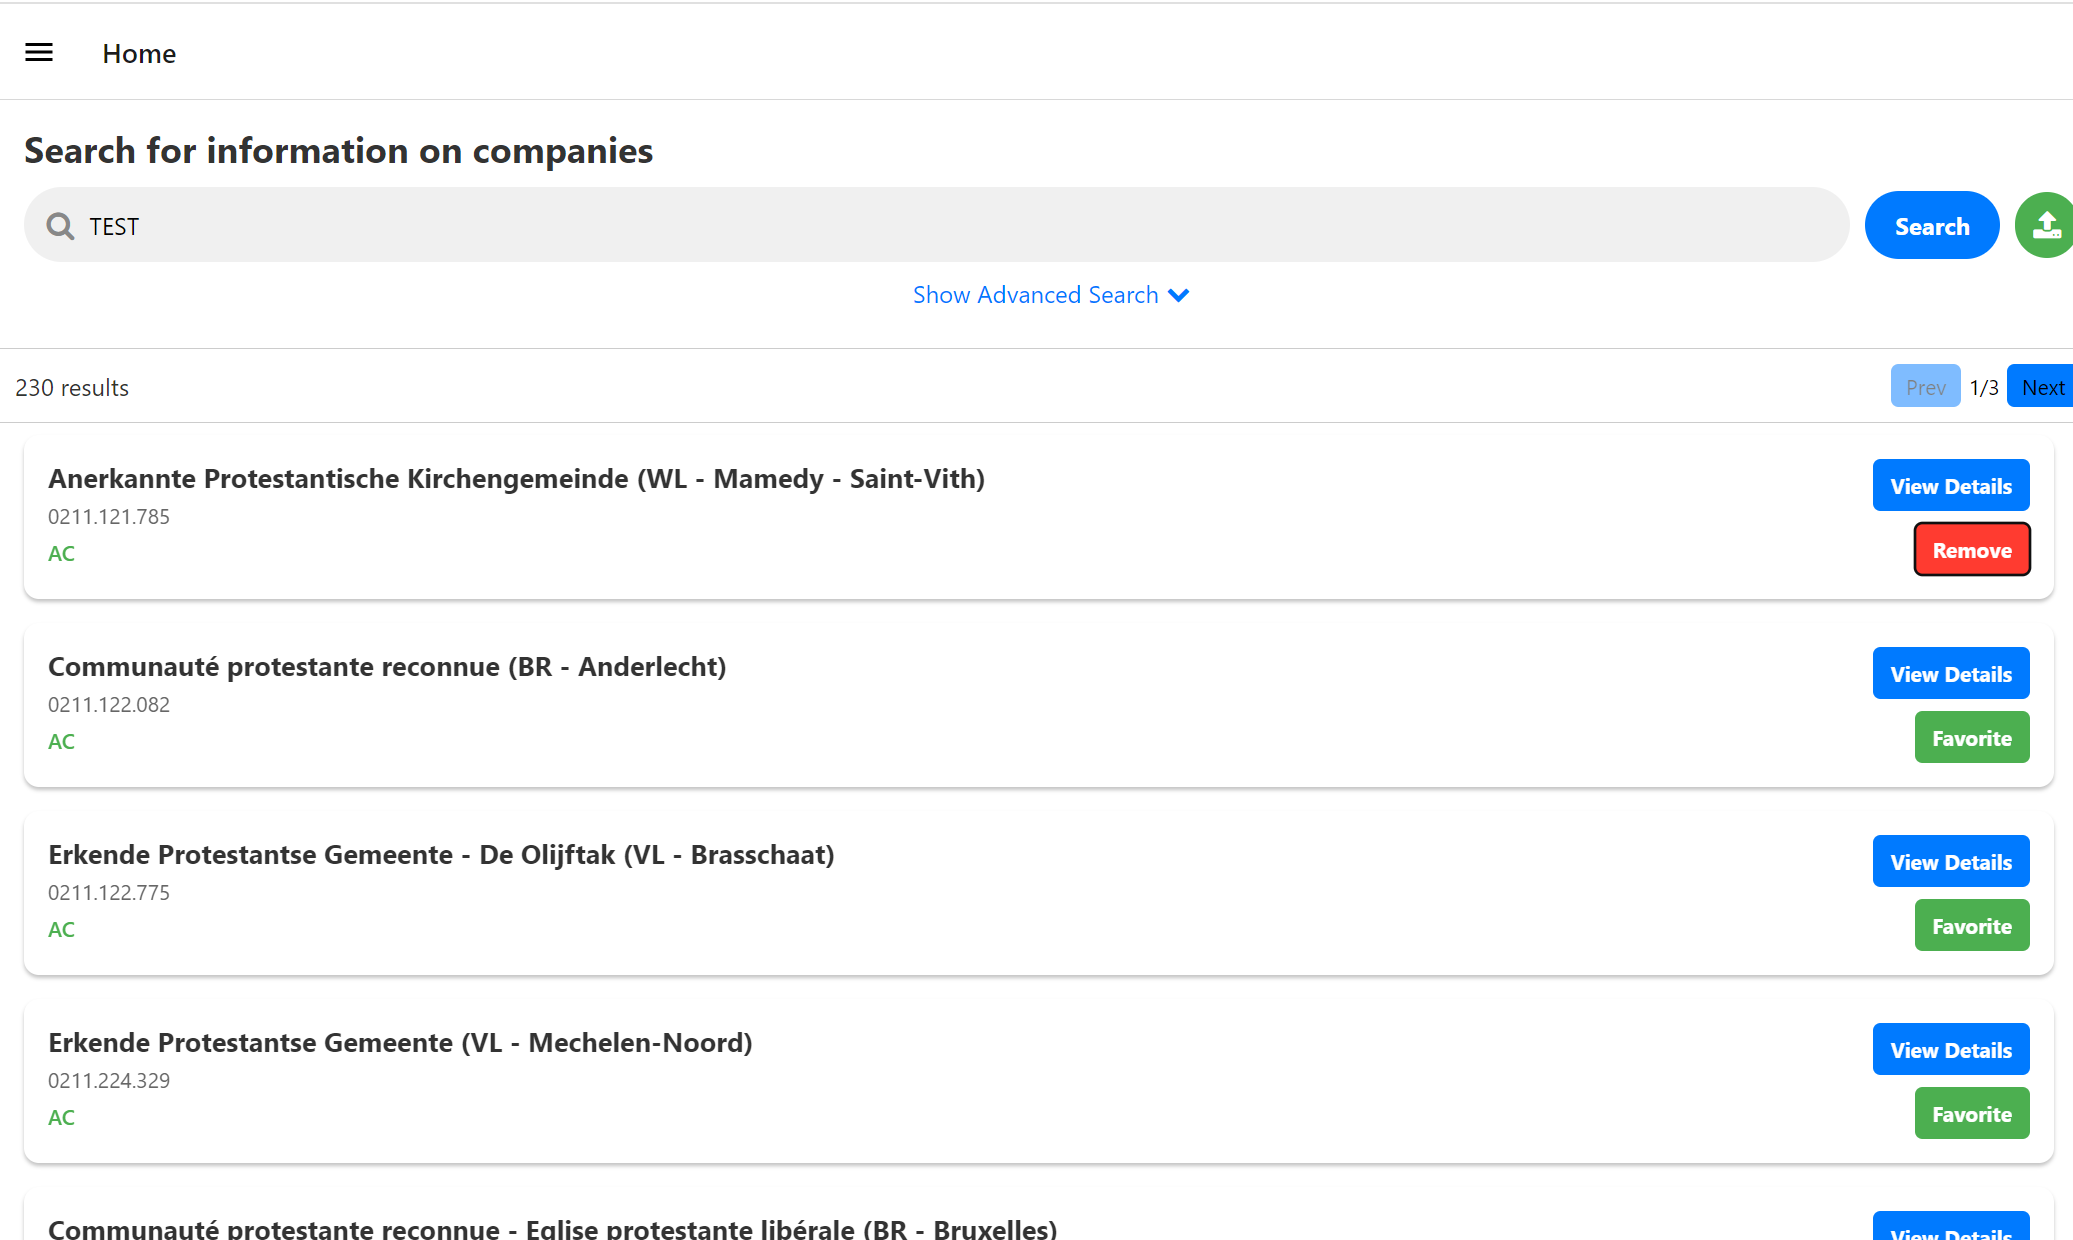 Home
Search for information on companies
TEST
Search
Show Advanced Search
230 results
Prev 1/3 Next
Anerkannte Protestantische Kirchengemeinde (WL - Mamedy - Saint-Vith)
0211.121.785
AC
View Details
Remove
Communauté protestante reconnue (BR - Anderlecht)
0211.122.082
AC
View Details
Favorite
Erkende Protestantse Gemeente - De Olijftak (VL - Brasschaat)
0211.122.775
AC
View Details
Favorite
Erkende Protestantse Gemeente (VL - Mechelen-Noord)
0211.224.329
AC
View Details
Favorite
Communauté protestante reconnue - Eglise protestante libérale (BR - Bruxelles)
View Details